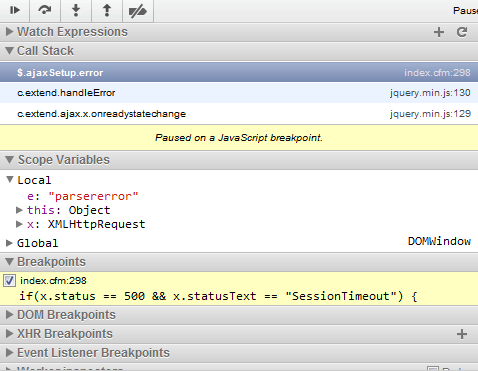 Pause
Watch Expressions
Call Stack
$.ajaxSetup.error index.cfm:298
c.extend.handleError jquery.min.js:130
c.extend.ajax.x.onreadystatechange jquery.min.js:129
Paused on a JavaScript breakpoint.
Scope Variables
Local
e: "parsererror"
this: Object
x: XMLHttpRequest
Global DOMWindow
Breakpoints
index.cfm:298
if(x.status == 500 && x.statusText == "SessionTimeout") {
DOM Breakpoints
XHR Breakpoints
Event Listener Breakpoints